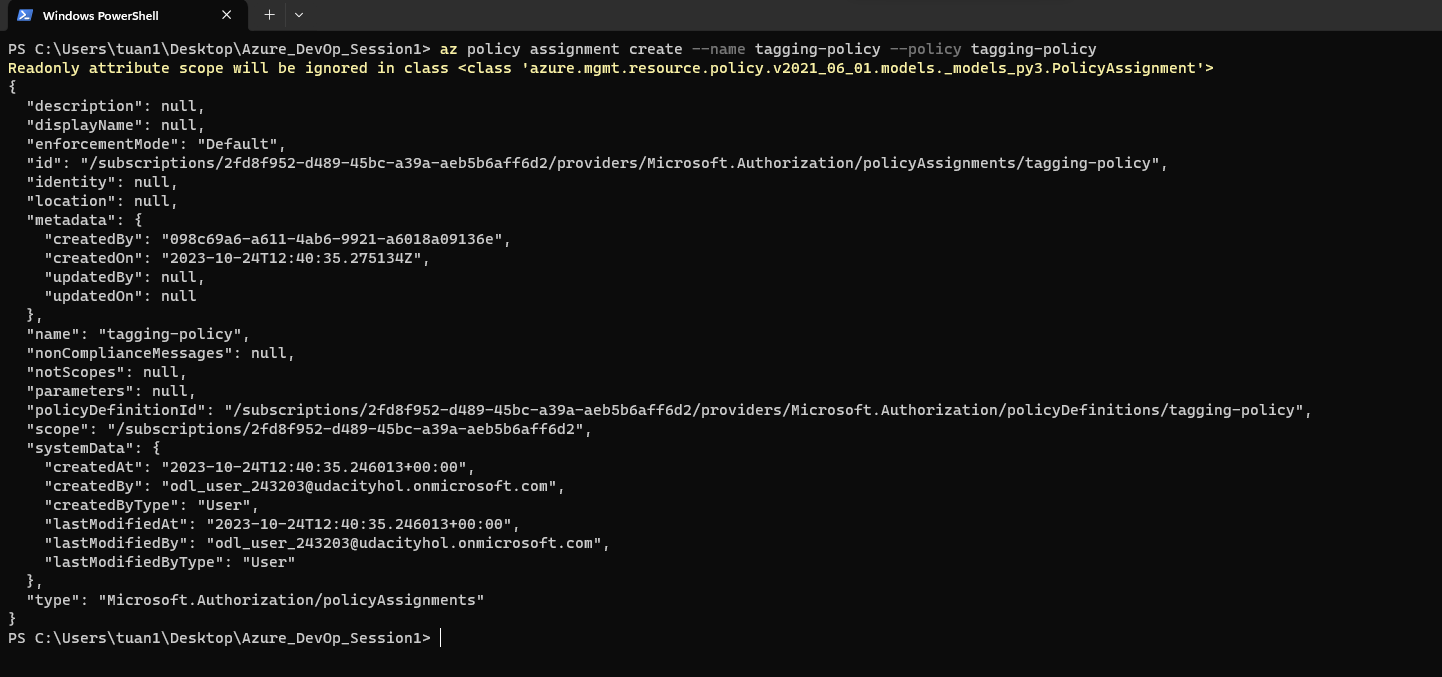 Windows PowerShell
PS C:\Users\tuan1\Desktop\Azure_DevOp_Session1> az policy assignment create --name tagging-policy --policy tagging-policy
Readonly attribute scope will be ignored in class <class 'azure.mgmt.resource.policy.v2021_06_01.models._models_py3.PolicyAssignment'>
{
  "description": null,
  "displayName": null,
  "enforcementMode": "Default",
  "id": "/subscriptions/2fd8f952-d489-45bc-a39a-aeb5b6aff6d2/providers/Microsoft.Authorization/policyAssignments/tagging-policy",
  "identity": null,
  "location": null,
  "metadata": {
    "createdBy": "098c69a6-a611-4ab6-9921-a6018a09136e",
    "createdOn": "2023-10-24T12:40:35.275134Z",
    "updatedBy": null,
    "updatedOn": null
  },
  "name": "tagging-policy",
  "nonComplianceMessages": null,
  "notScopes": null,
  "parameters": null,
  "policyDefinitionId": "/subscriptions/2fd8f952-d489-45bc-a39a-aeb5b6aff6d2/providers/Microsoft.Authorization/policyDefinitions/tagging-policy",
  "scope": "/subscriptions/2fd8f952-d489-45bc-a39a-aeb5b6aff6d2",
  "systemData": {
    "createdAt": "2023-10-24T12:40:35.246013+00:00",
    "createdBy": "odl_user_243203@udacityhol.onmicrosoft.com",
    "createdByType": "User",
    "lastModifiedAt": "2023-10-24T12:40:35.246013+00:00",
    "lastModifiedBy": "odl_user_243203@udacityhol.onmicrosoft.com",
    "lastModifiedByType": "User"
  },
  "type": "Microsoft.Authorization/policyAssignments"
}
PS C:\Users\tuan1\Desktop\Azure_DevOp_Session1>